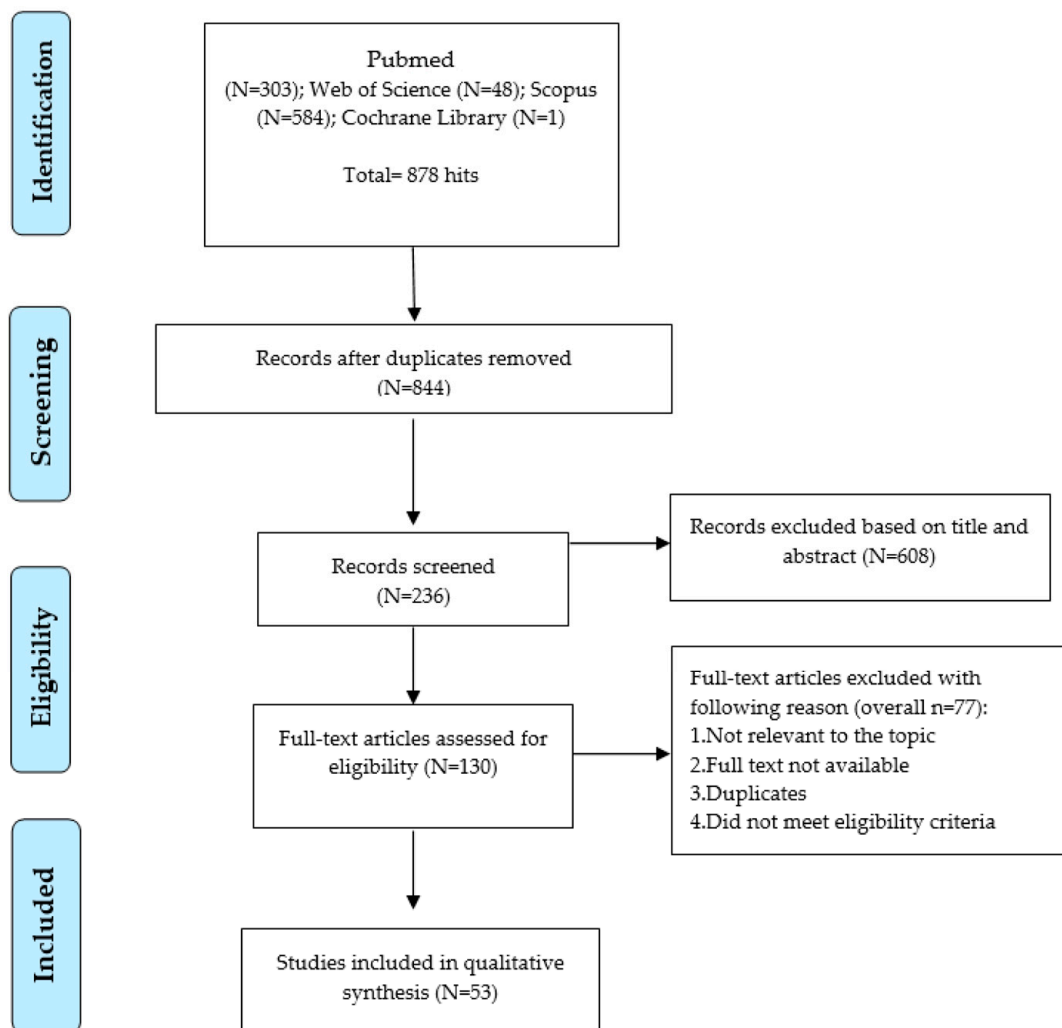 Identification
Pubmed
(N=303); Web of Science (N=48); Scopus
(N=584); Cochrane Library (N=1)
Total= 878 hits
Screening
Records after duplicates removed
(N=844)
Records screened
(N=236)
Records excluded based on title and
abstract (N=608)
Eligibility
Full-text articles assessed for
eligibility (N=130)
Full-text articles excluded with
following reason (overall n=77):
1.Not relevant to the topic
2.Full text not available
3.Duplicates
4.Did not meet eligibility criteria
Included
Studies included in qualitative
synthesis (N=53)